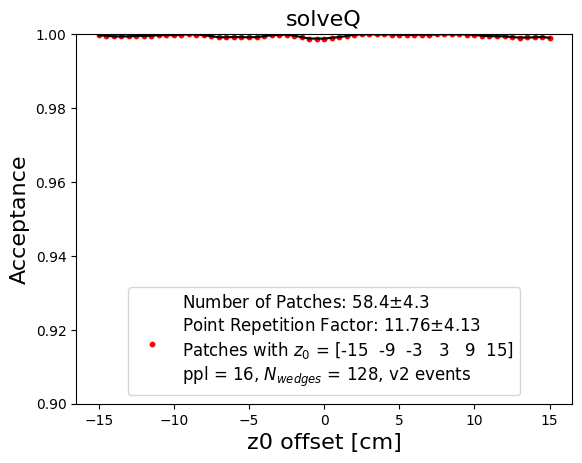 solveQ
Acceptance
1.00
0.98
0.96
0.94
0.92
0.90
Number of Patches: 58.4±4.3
Point Repetition Factor: 11.76±4.13
Patches with z₀ = [-15 -9 -3 3 9 15]
ppl = 16, N_wedges = 128, v2 events
−15 −10 −5 0 5 10 15
z0 offset [cm]